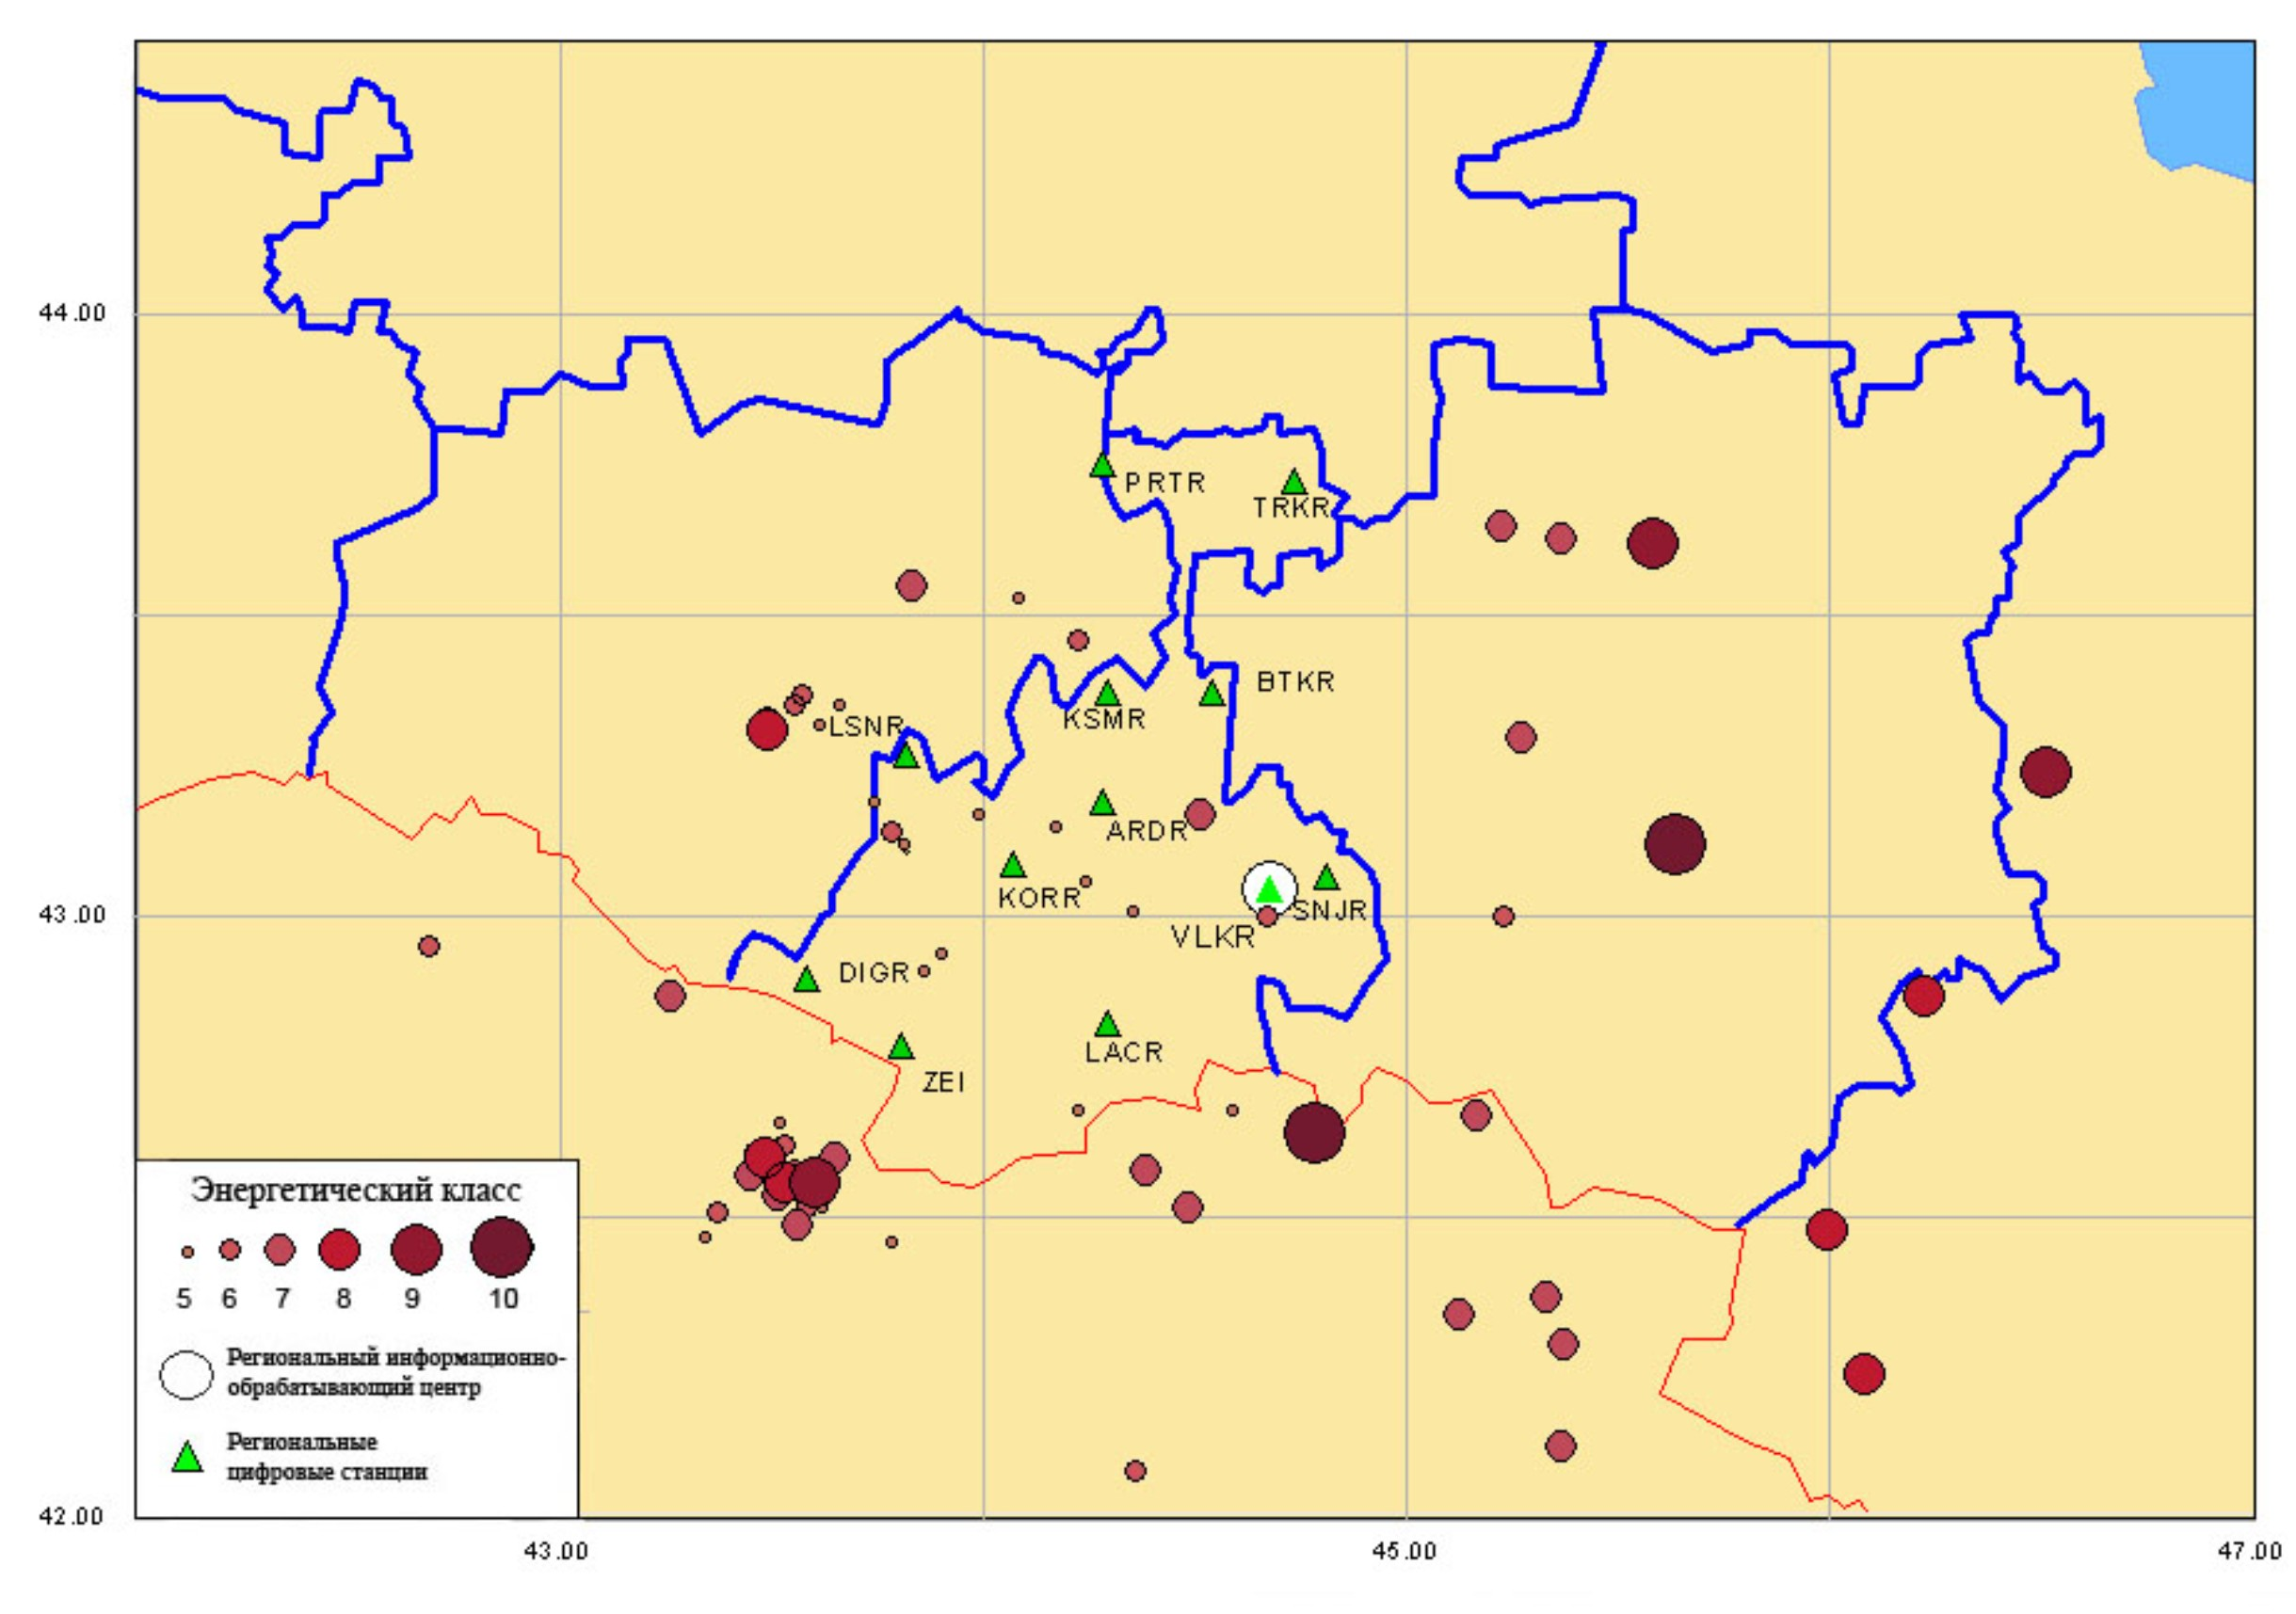 44.00
PRTR
TRKR
BTKR
KSMR
LSNR
ARDR
KORR
SNJR
43.00
VLKR
DIGR
LACR
ZEI
Энергетический класс
5 6 7 8 9 10
Региональный информационно-
обрабатывающий центр
Региональные
цифровые станции
42.00
43.00 45.00 47.00